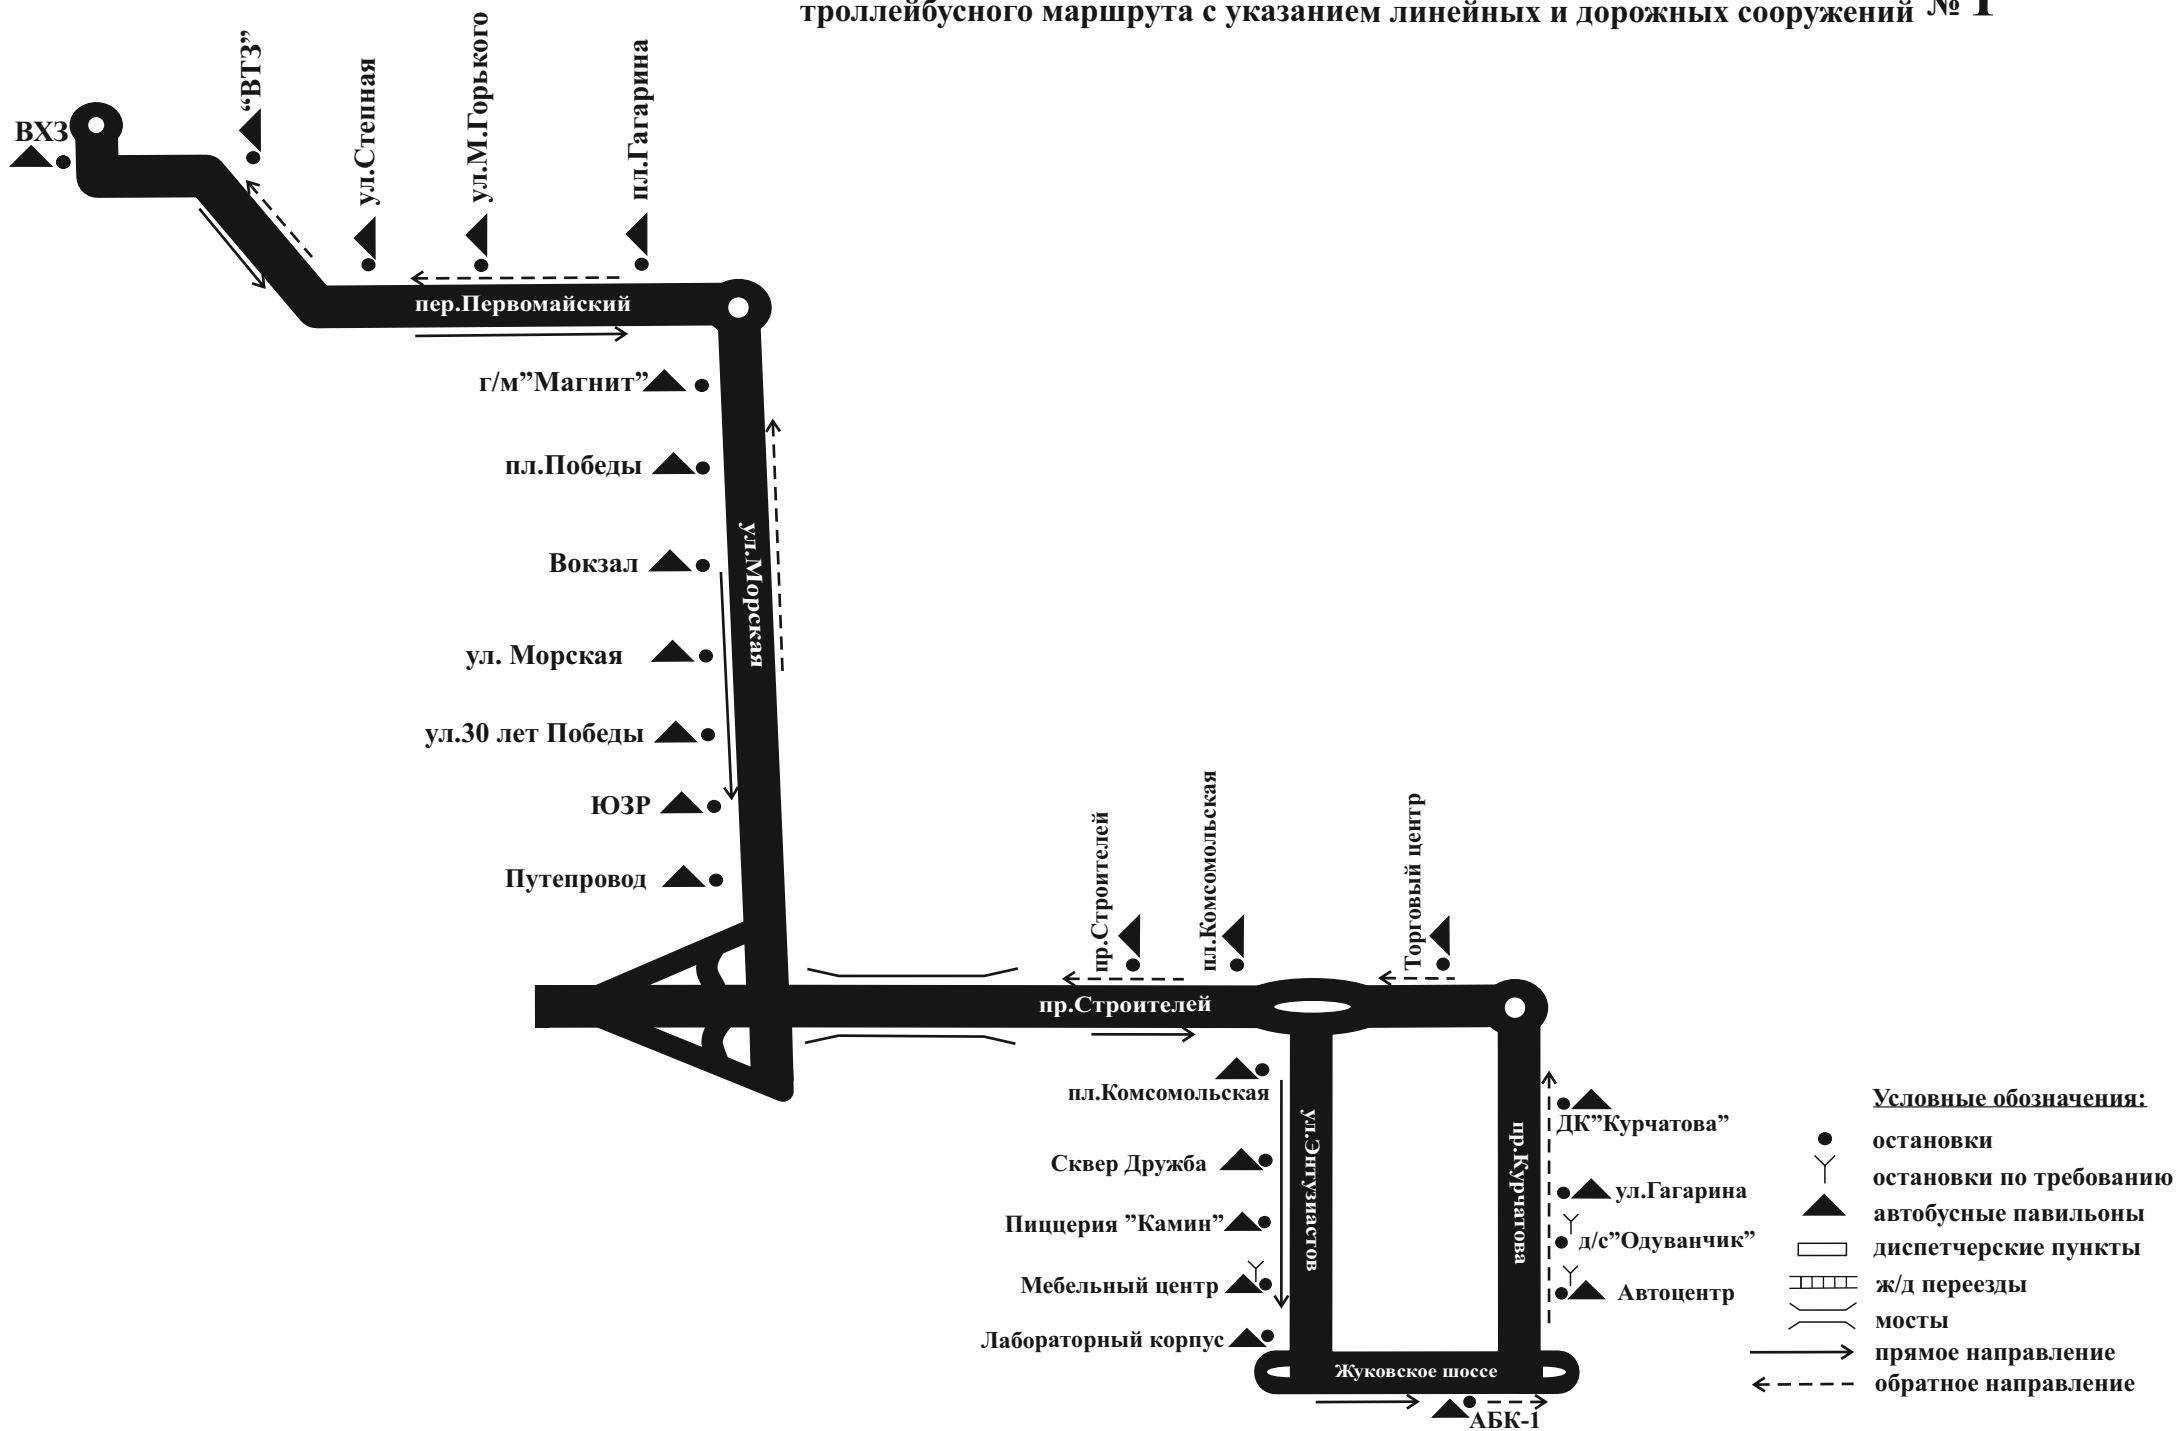 троллейбусного маршрута с указанием линейных и дорожных сооружений № 1
ВХЗ
“ВТЗ”
ул.Степная
ул.М.Горького
пл.Гагарина
пер.Первомайский
г/м”Магнит”
пл.Победы
Вокзал
ул.Морская
ул. Морская
ул.30 лет Победы
ЮЗР
Путепровод
пр.Строителей
пл.Комсомольская
Торговый центр
пр.Строителей
пл.Комсомольская
Сквер Дружба
Пиццерия ”Камин”
Мебельный центр
Лабораторный корпус
ул.Энтузиастов
пр.Курчатова
ДК”Курчатова”
ул.Гагарина
д/с”Одуванчик”
Автоцентр
Жуковское шоссе
АБК-1
Условные обозначения:
остановки
остановки по требованию
автобусные павильоны
диспетчерские пункты
ж/д переезды
мосты
прямое направление
обратное направление